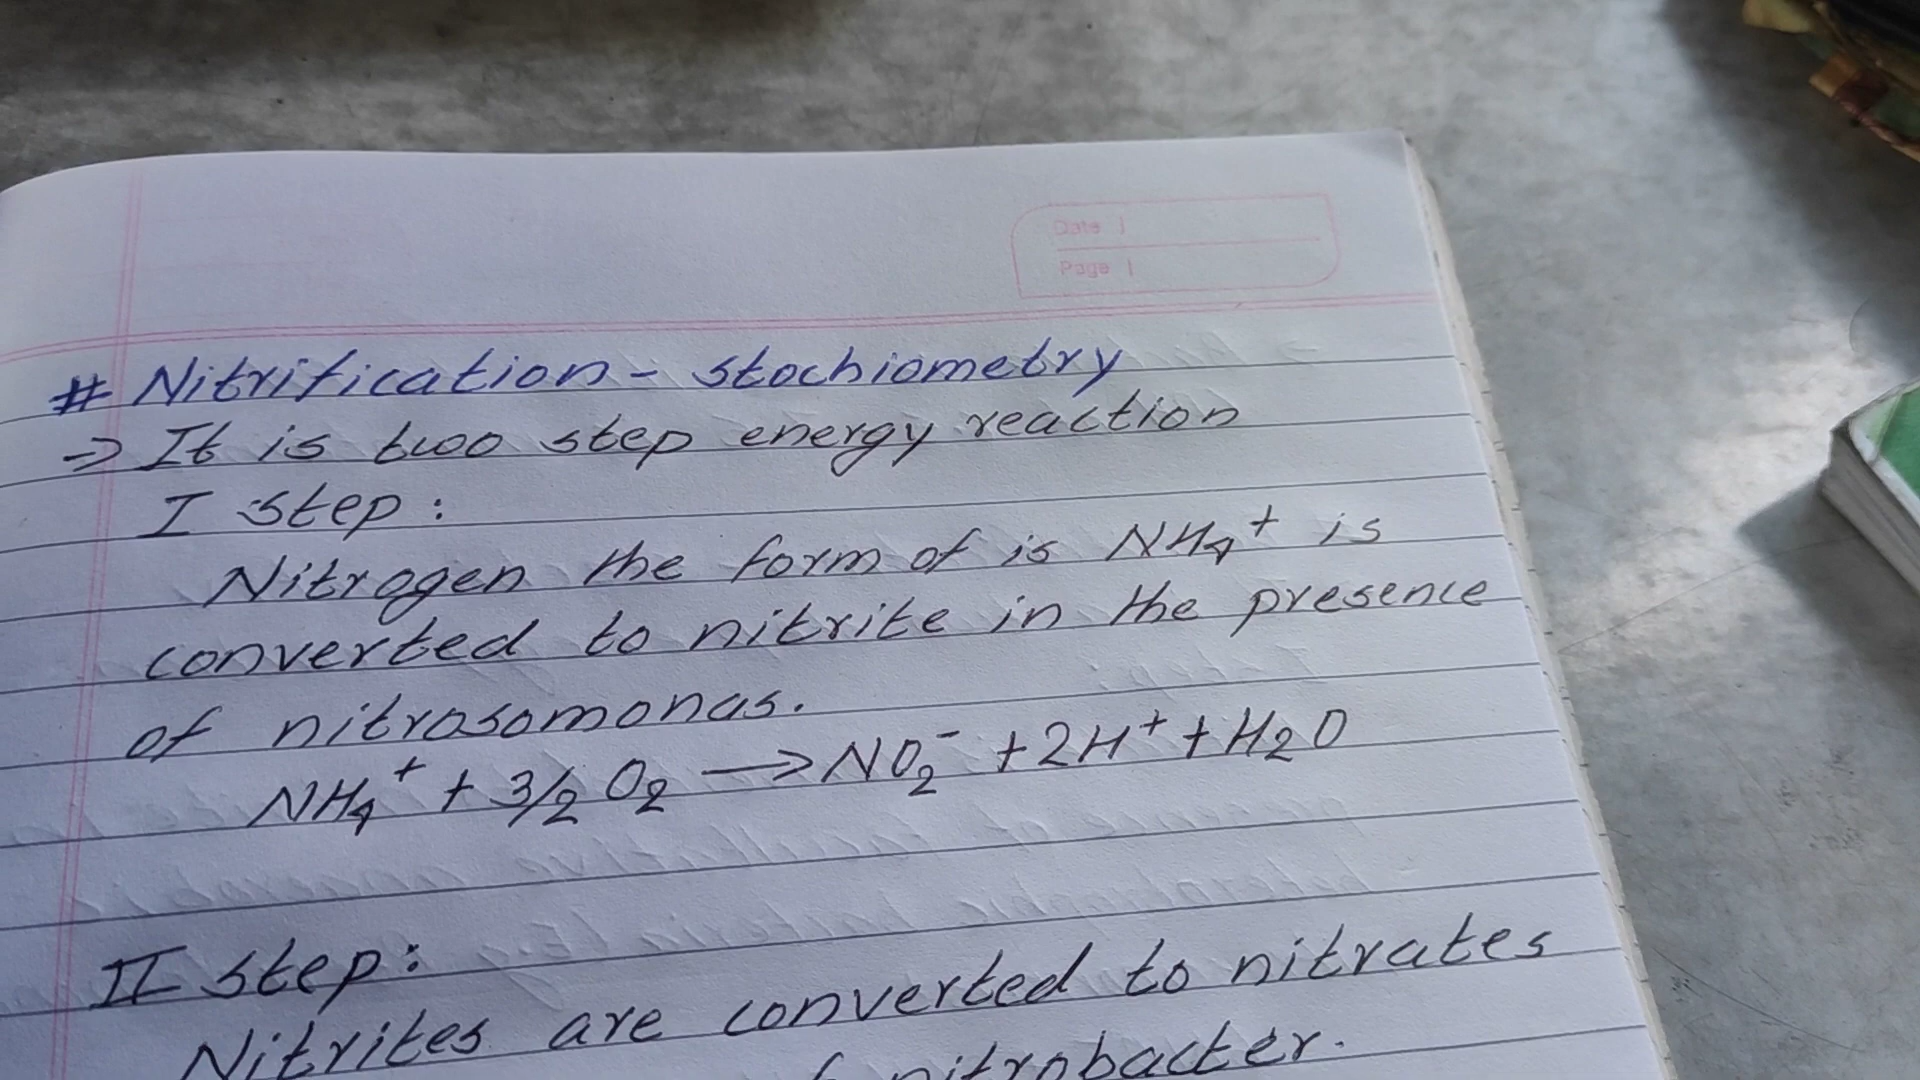 Date
Page
# Nitrification - stochiometry
→ It is two step energy reaction
I step :
Nitrogen the form of is NH₄⁺ is
converted to nitrite in the presence
of nitrosomonas.
NH₄⁺ + 3/2 O₂ → NO₂⁻ + 2H⁺ + H₂O
II step :
Nitrites are converted to nitrates
nitrobacter.